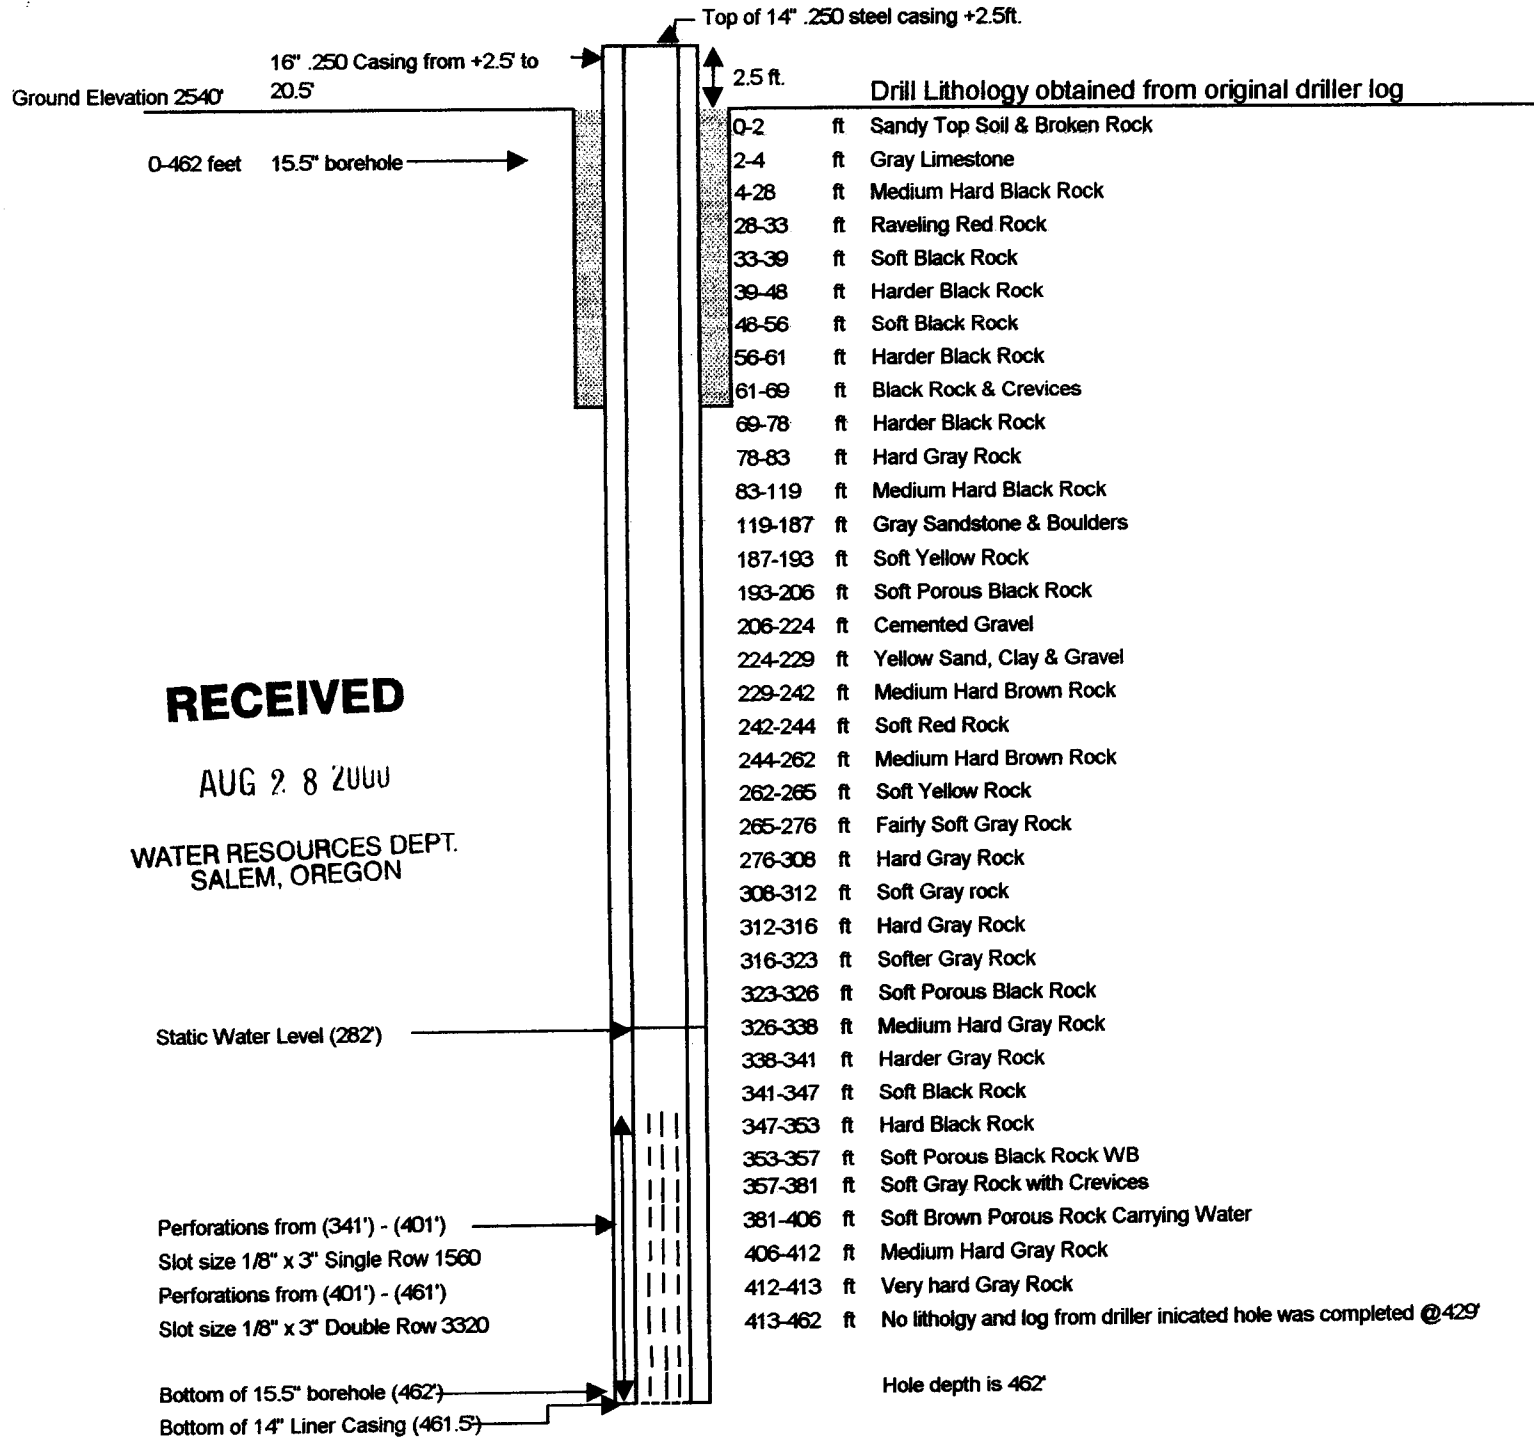 Top of 14" .250 steel casing +2.5ft.
16" .250 Casing from +2.5' to
20.5'
2.5 ft.
Ground Elevation 2540'
Drill Lithology obtained from original driller log
0-462 feet 15.5" borehole
0-2 ft Sandy Top Soil & Broken Rock
2-4 ft Gray Limestone
4-28 ft Medium Hard Black Rock
28-33 ft Raveling Red Rock
33-39 ft Soft Black Rock
39-48 ft Harder Black Rock
48-56 ft Soft Black Rock
56-61 ft Harder Black Rock
61-69 ft Black Rock & Crevices
69-78 ft Harder Black Rock
78-83 ft Hard Gray Rock
83-119 ft Medium Hard Black Rock
119-187 ft Gray Sandstone & Boulders
187-193 ft Soft Yellow Rock
193-206 ft Soft Porous Black Rock
206-224 ft Cemented Gravel
224-229 ft Yellow Sand, Clay & Gravel
229-242 ft Medium Hard Brown Rock
242-244 ft Soft Red Rock
244-262 ft Medium Hard Brown Rock
262-265 ft Soft Yellow Rock
265-276 ft Fairly Soft Gray Rock
276-308 ft Hard Gray Rock
308-312 ft Soft Gray rock
312-316 ft Hard Gray Rock
316-323 ft Softer Gray Rock
323-326 ft Soft Porous Black Rock
326-338 ft Medium Hard Gray Rock
338-341 ft Harder Gray Rock
341-347 ft Soft Black Rock
347-353 ft Hard Black Rock
353-357 ft Soft Porous Black Rock WB
357-381 ft Soft Gray Rock with Crevices
381-406 ft Soft Brown Porous Rock Carrying Water
406-412 ft Medium Hard Gray Rock
412-413 ft Very hard Gray Rock
413-462 ft No litholgy and log from driller inicated hole was completed @429'
Hole depth is 462'
RECEIVED
AUG 28 2000
WATER RESOURCES DEPT.
SALEM, OREGON
Static Water Level (282')
Perforations from (341') - (401')
Slot size 1/8" x 3" Single Row 1560
Perforations from (401') - (461')
Slot size 1/8" x 3" Double Row 3320
Bottom of 15.5" borehole (462')
Bottom of 14" Liner Casing (461.5')